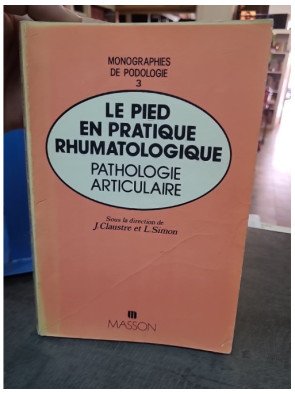 MONOGRAPHIES
DE PODOLOGIE
3
LE PIED
EN PRATIQUE
RHUMATOLOGIQUE
PATHOLOGIE
ARTICULAIRE
Sous la direction de
J. Claustre et L. Simon
MASSON